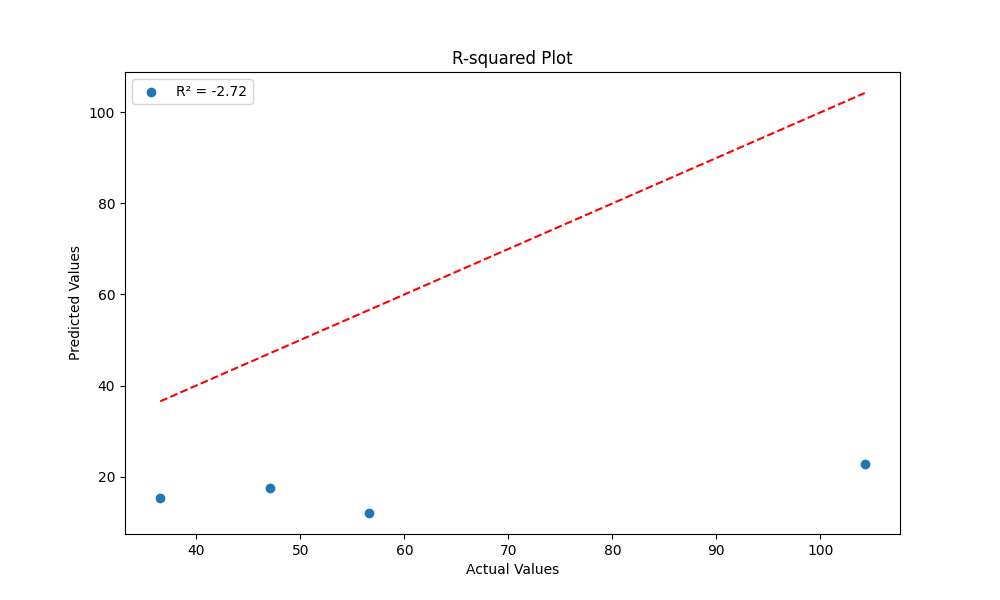 R-squared Plot
R² = -2.72
100
80
60
40
20
Predicted Values
40 50 60 70 80 90 100
Actual Values